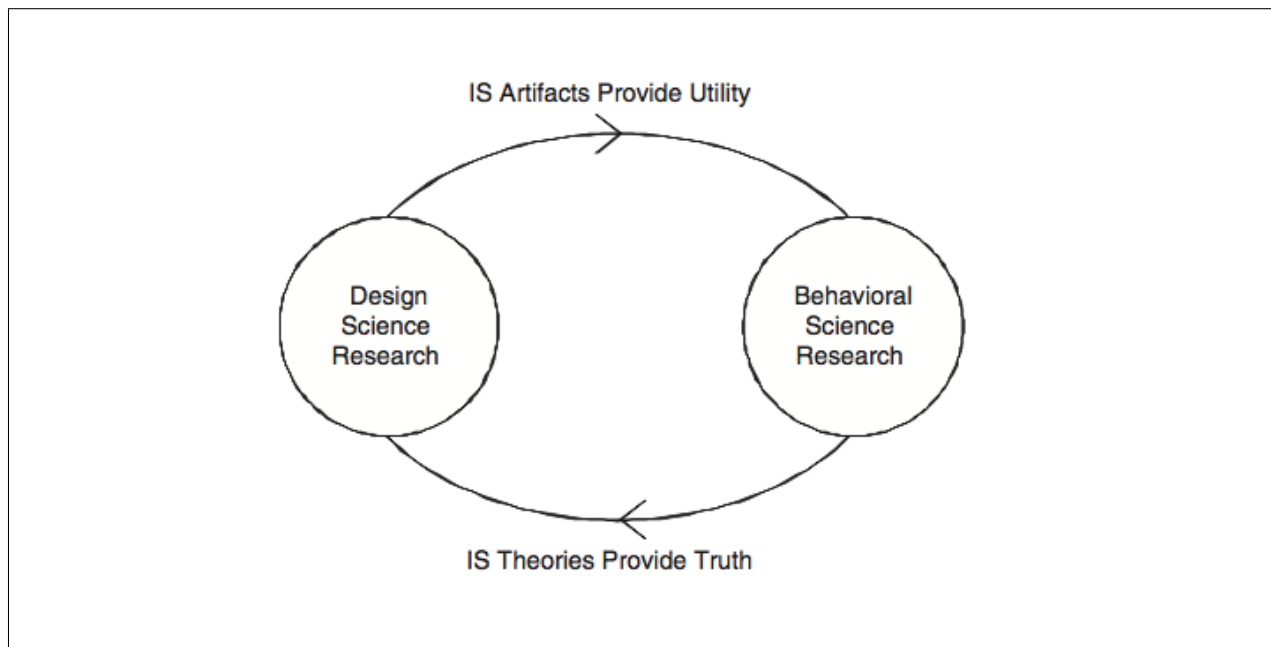 IS Artifacts Provide Utility
Design
Science
Research
Behavioral
Science
Research
IS Theories Provide Truth